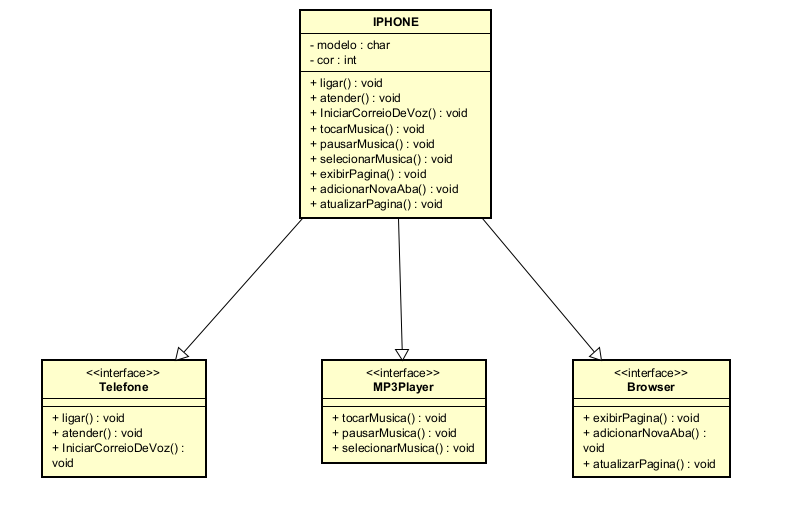 IPHONE
- modelo : char
- cor : int
+ ligar() : void
+ atender() : void
+ IniciarCorreioDeVoz() : void
+ tocarMusica() : void
+ pausarMusica() : void
+ selecionarMusica() : void
+ exibirPagina() : void
+ adicionarNovaAba() : void
+ atualizarPagina() : void
<<interface>>
Telefone
+ ligar() : void
+ atender() : void
+ IniciarCorreioDeVoz() :
void
<<interface>>
MP3Player
+ tocarMusica() : void
+ pausarMusica() : void
+ selecionarMusica() : void
<<interface>>
Browser
+ exibirPagina() : void
+ adicionarNovaAba() :
void
+ atualizarPagina() : void